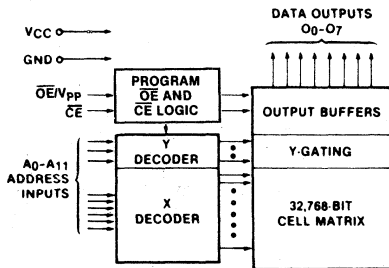 DATA OUTPUTS
O0-O7
VCC
GND
OE/VPP
CE
PROGRAM
OE AND
CE LOGIC
OUTPUT BUFFERS
Y
DECODER
Y-GATING
A0-A11
ADDRESS
INPUTS
X
DECODER
32,768-BIT
CELL MATRIX